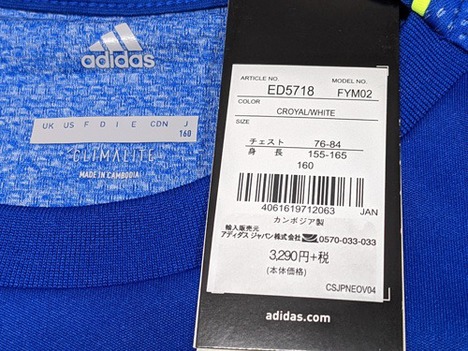 adidas
UK US F D I E CDN J
160
CLIMALITE
MADE IN CAMBODIA
ARTICLE NO. MODEL NO.
ED5718 FYM02
COLOR
CROYAL/WHITE
SIZE
チェスト 76-84
身 長 155-165
160
4061619712063 JAN
カンボジア製
輸入販売元
アディダス ジャパン株式会社 0570-033-033
3,290円+税
(本体価格)
CSJPNEOV04
adidas.com